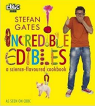 STEFAN
GATES
INCREDIBLE
EDIBLES
a science-flavoured cookbook
AS SEEN ON CBBC